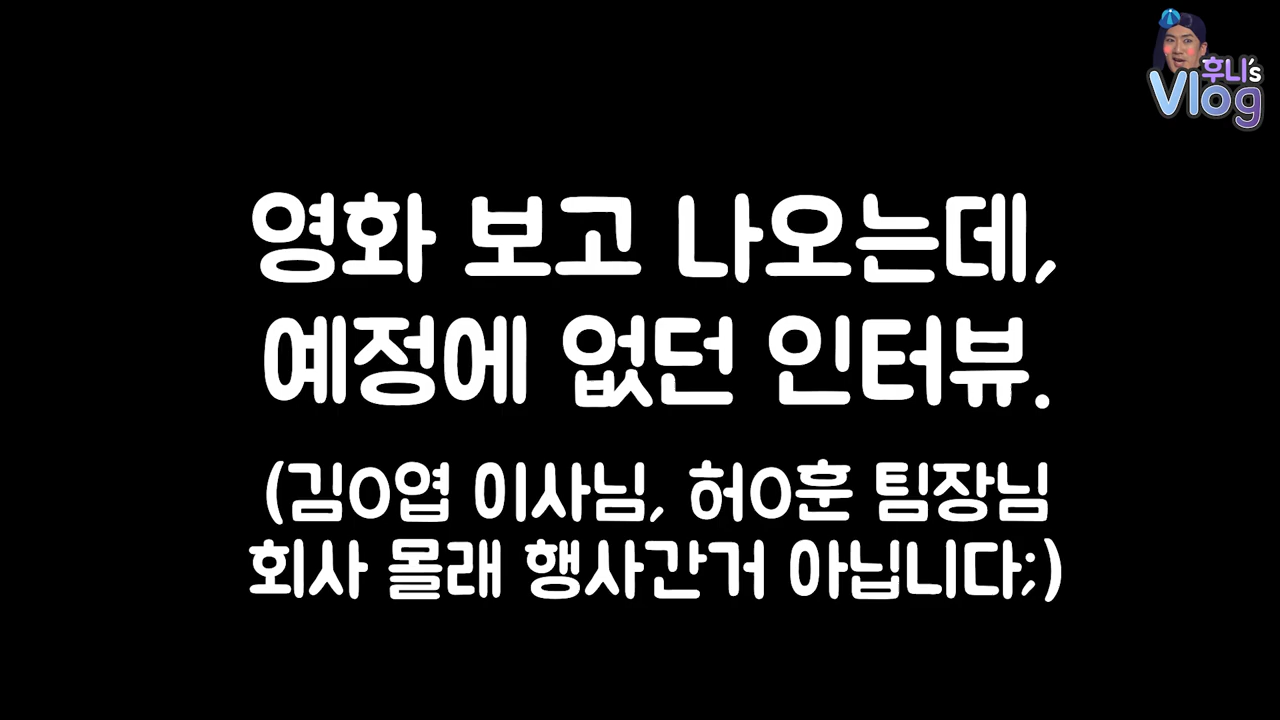 후니's
Vlog
영화 보고 나오는데,
예정에 없던 인터뷰.
(김O엽 이사님, 허O훈 팀장님
회사 몰래 행사간거 아닙니다;)